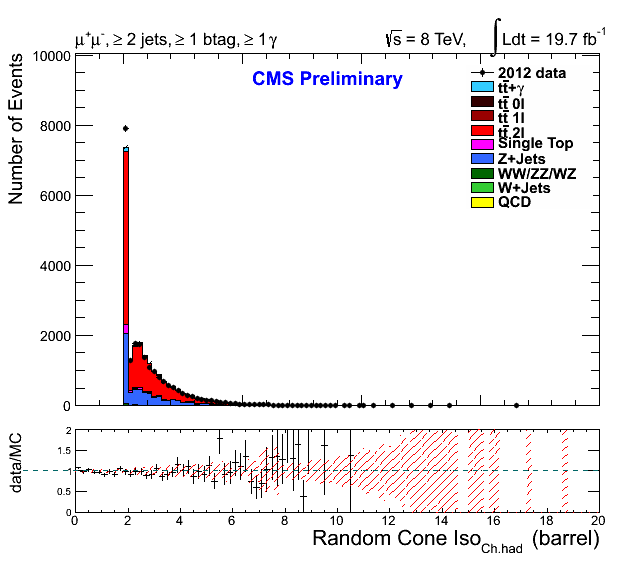 μ⁺μ⁻, ≥ 2 jets, ≥ 1 btag, ≥ 1 γ
√s = 8 TeV, ∫ Ldt = 19.7 fb⁻¹
CMS Preliminary
Number of Events
10000
8000
6000
4000
2000
0
2012 data
tt̄+γ
tt̄ 0l
tt̄ 1l
tt̄ 2l
Single Top
Z+Jets
WW/ZZ/WZ
W+Jets
QCD
data/MC
2
1.5
1
0.5
0
0 2 4 6 8 10 12 14 16 18 20
Random Cone Iso_Ch.had (barrel)